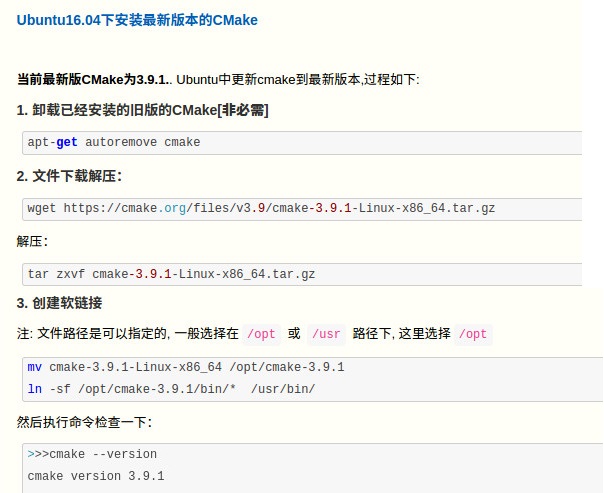 Ubuntu16.04下安装最新版本的CMake
当前最新版CMake为3.9.1.. Ubuntu中更新cmake到最新版本,过程如下:
1. 卸载已经安装的旧版的CMake[非必需]
apt-get autoremove cmake
2. 文件下载解压：
wget https://cmake.org/files/v3.9/cmake-3.9.1-Linux-x86_64.tar.gz
解压：
tar zxvf cmake-3.9.1-Linux-x86_64.tar.gz
3. 创建软链接
注: 文件路径是可以指定的, 一般选择在 /opt 或 /usr 路径下, 这里选择 /opt
mv cmake-3.9.1-Linux-x86_64 /opt/cmake-3.9.1
ln -sf /opt/cmake-3.9.1/bin/*  /usr/bin/
然后执行命令检查一下：
>>>cmake --version
cmake version 3.9.1